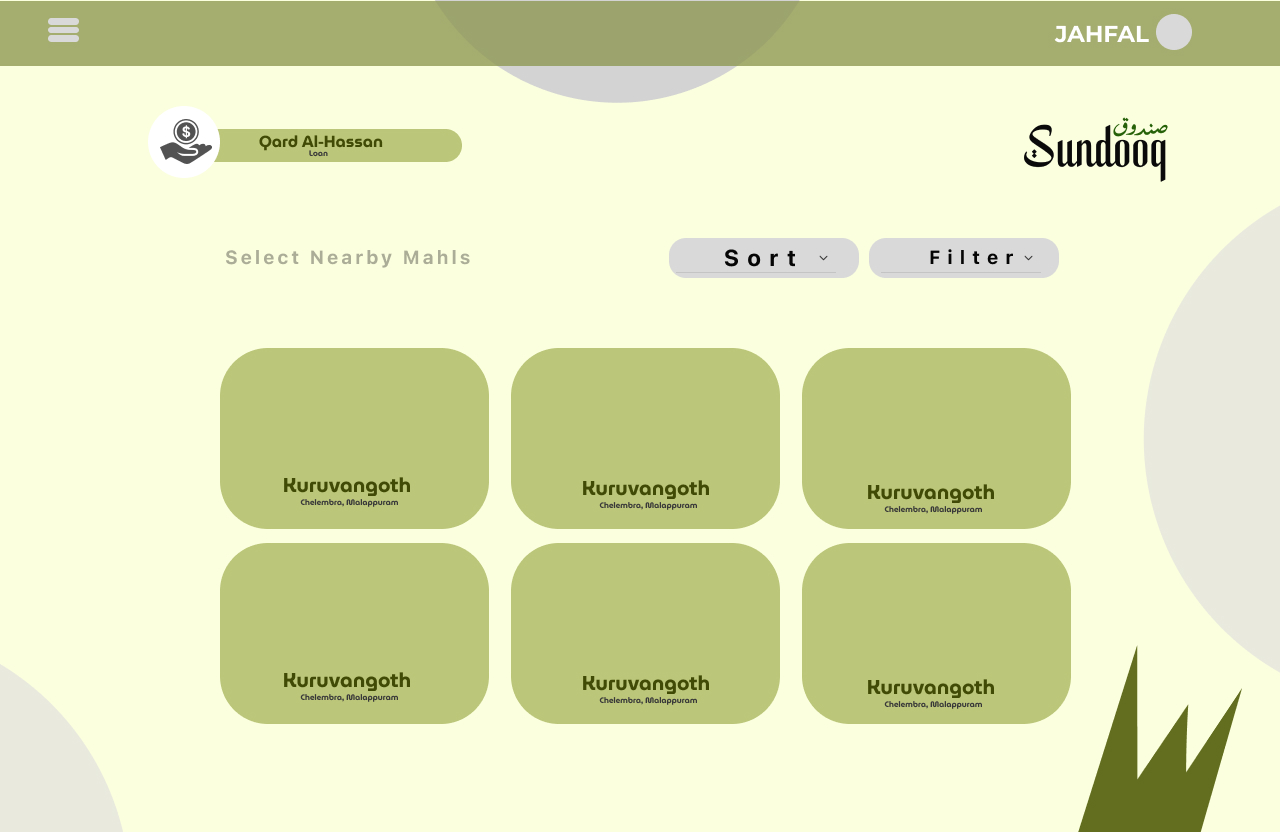 JAHFAL
Qard Al-Hassan
Loan
$
صندوق
Sundooq
Select Nearby Mahls
Sort
Filter
Kuruvangoth
Chelembra, Malappuram
Kuruvangoth
Chelembra, Malappuram
Kuruvangoth
Chelembra, Malappuram
Kuruvangoth
Chelembra, Malappuram
Kuruvangoth
Chelembra, Malappuram
Kuruvangoth
Chelembra, Malappuram